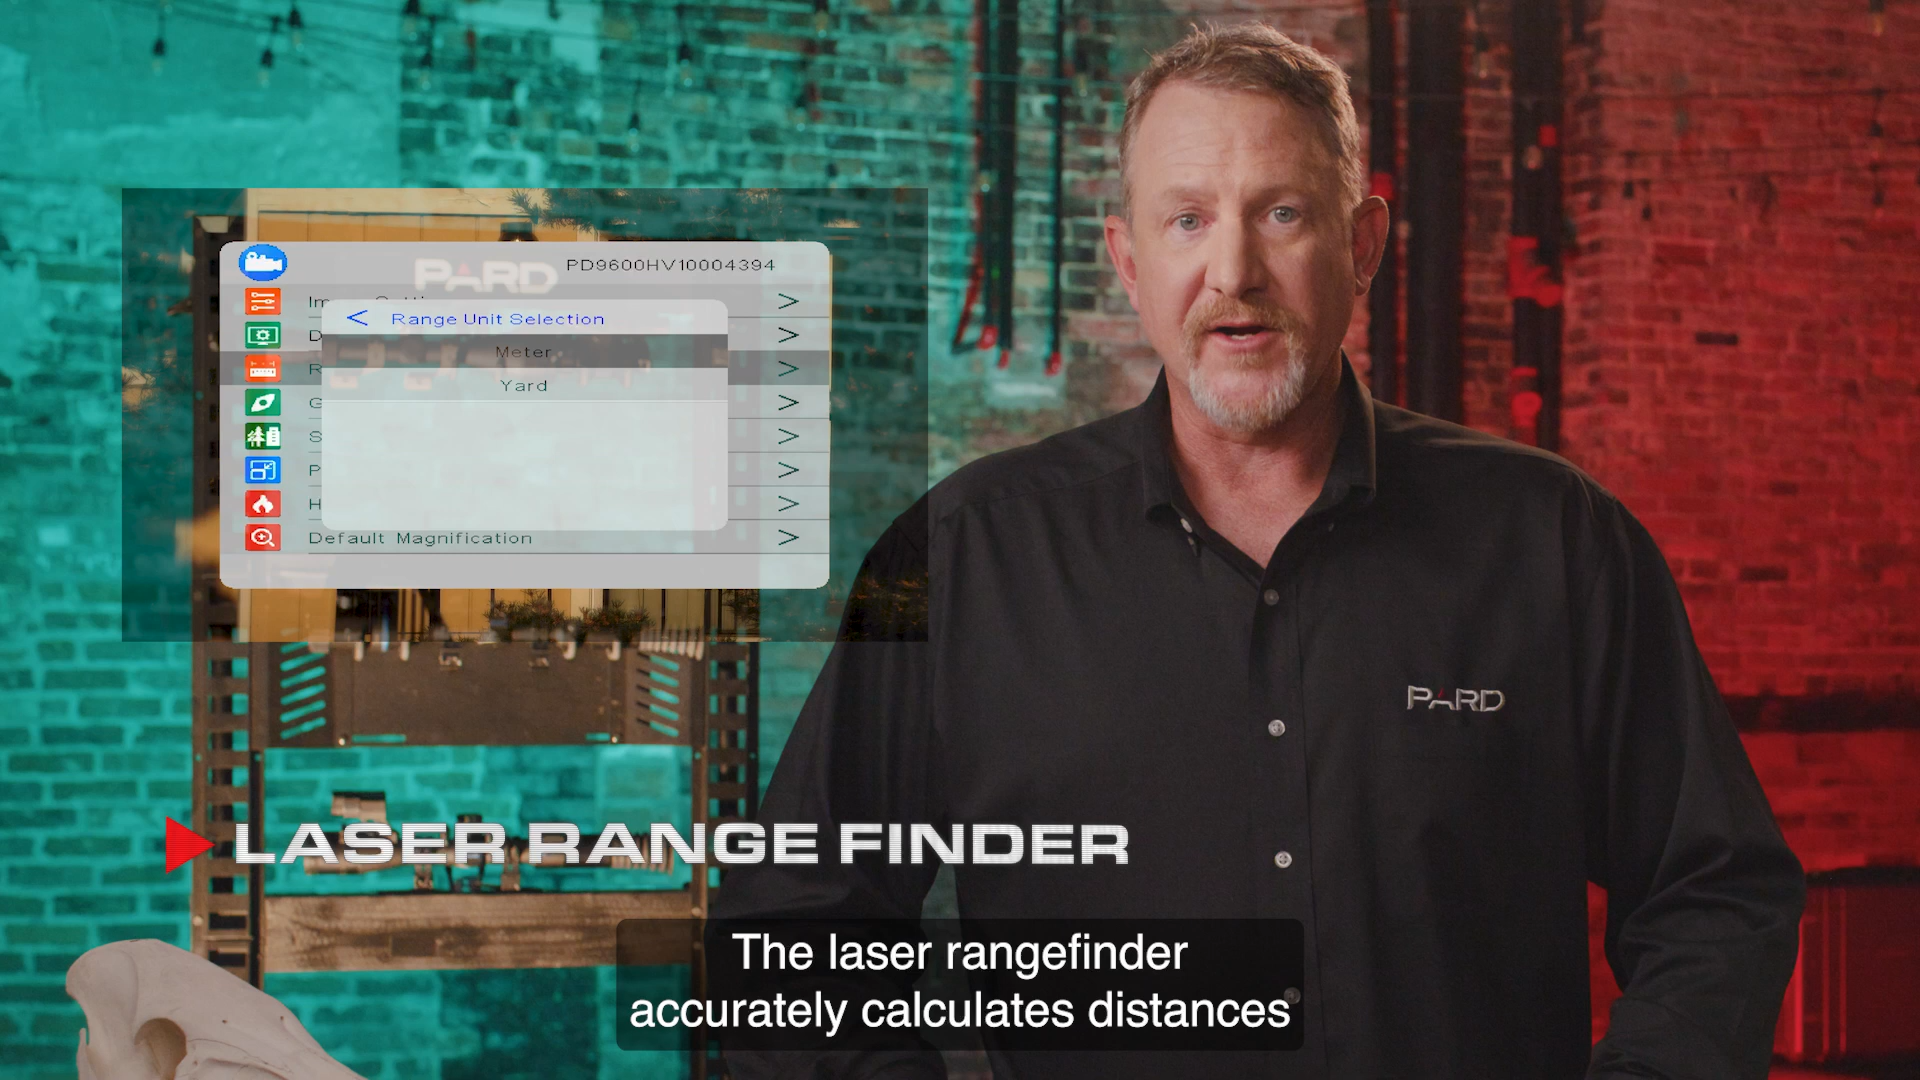 PARD
PD9600HV10004394
< Range Unit Selection
Meter
Yard
Default Magnification >
PARD
LASER RANGE FINDER
The laser rangefinder
accurately calculates distances